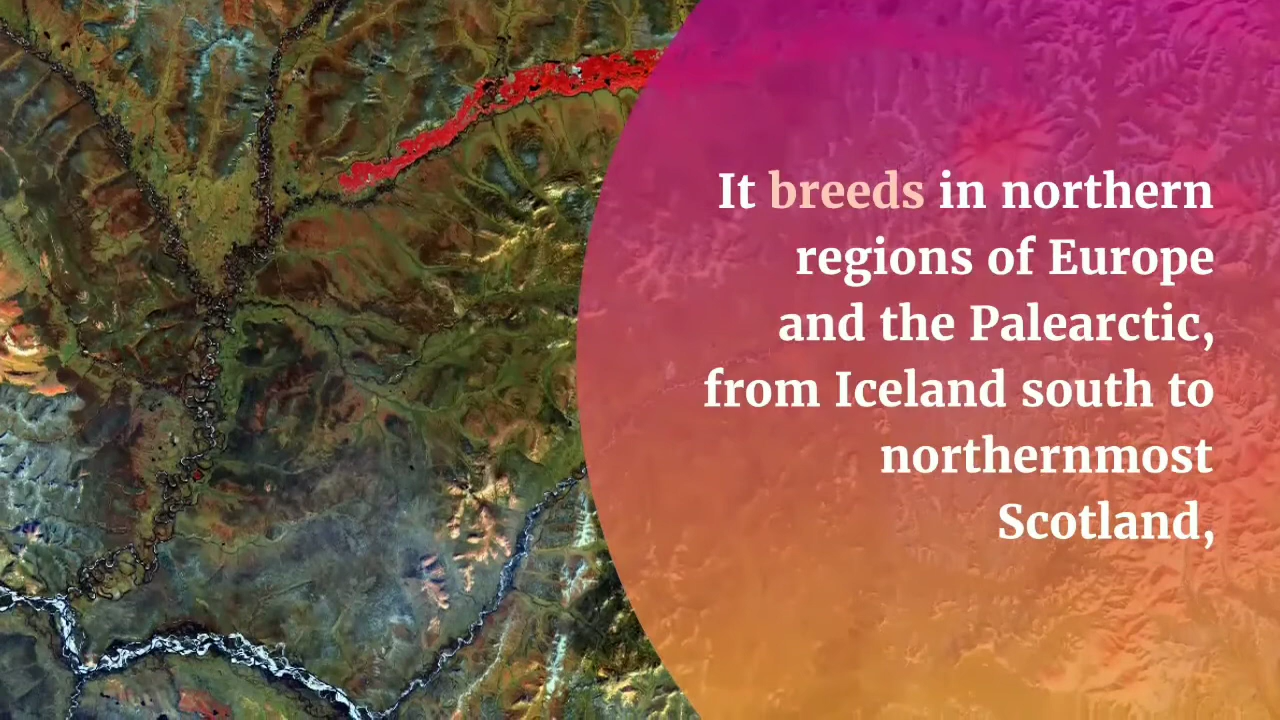 It breeds in northern
regions of Europe
and the Palearctic,
from Iceland south to
northernmost
Scotland,